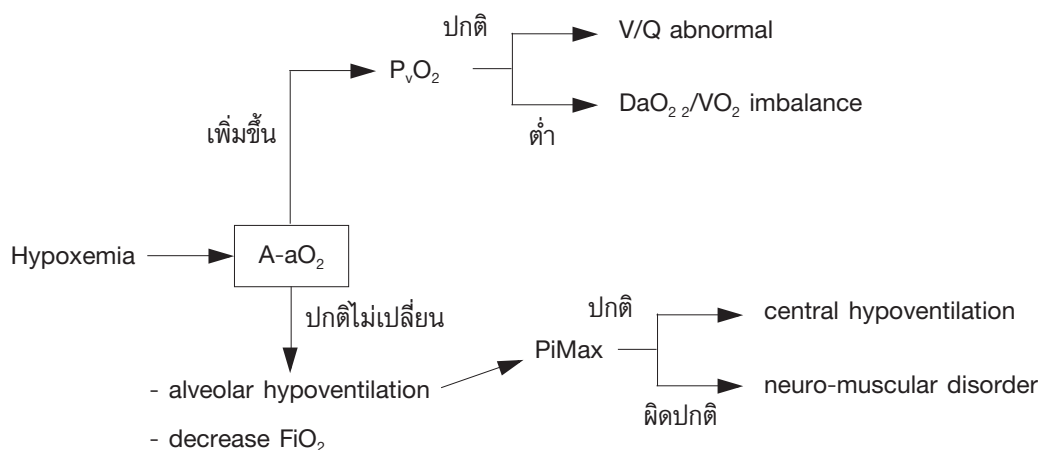 ปกติ
V/Q abnormal
PvO2
DaO2 2/VO2 imbalance
ต่ำ
เพิ่มขึ้น
Hypoxemia
A-aO2
ปกติไม่เปลี่ยน
ปกติ
central hypoventilation
PiMax
- alveolar hypoventilation
neuro-muscular disorder
ผิดปกติ
- decrease FiO2